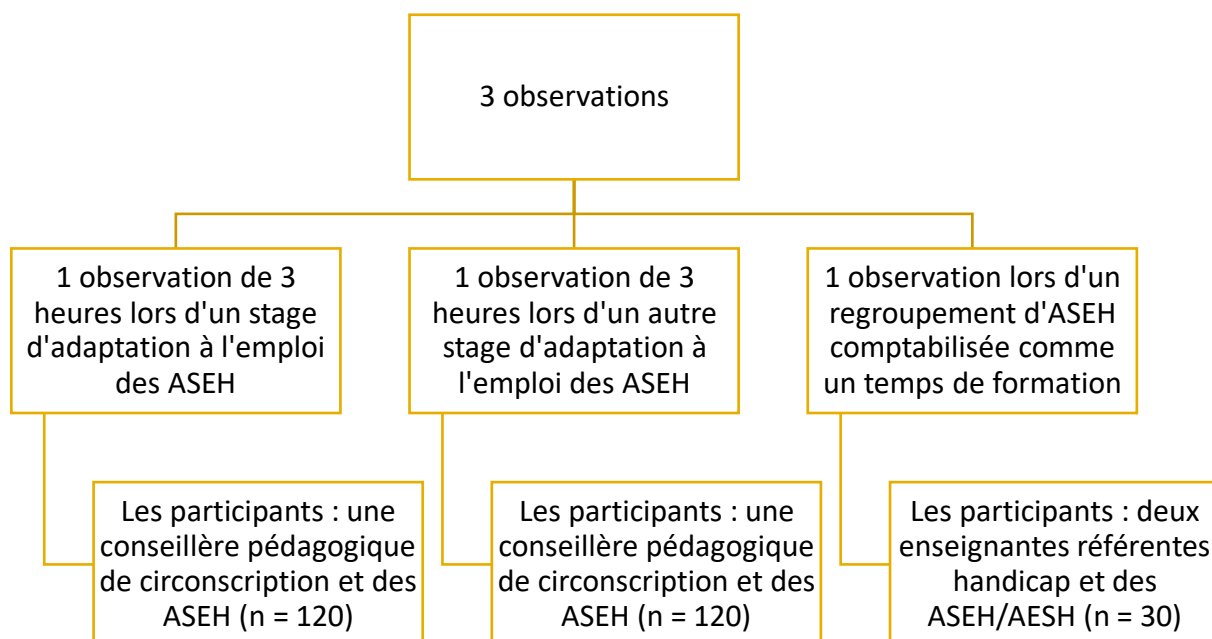 3 observations
1 observation de 3
heures lors d'un stage
d'adaptation à l'emploi
des ASEH
1 observation de 3
heures lors d'un autre
stage d'adaptation à
l'emploi des ASEH
1 observation lors d'un
regroupement d'ASEH
comptabilisée comme
un temps de formation
Les participants : une
conseillère pédagogique
de circonscription et des
ASEH (n = 120)
Les participants : une
conseillère pédagogique
de circonscription et des
ASEH (n = 120)
Les participants : deux
enseignantes référentes
handicap et des
ASEH/AESH (n = 30)